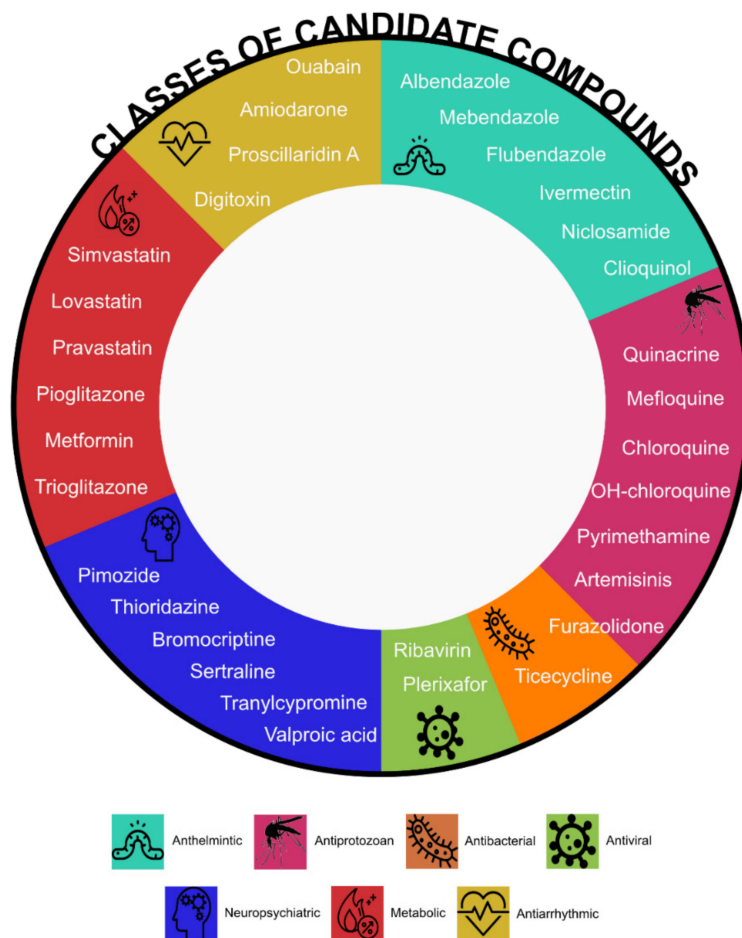 CLASSES OF CANDIDATE COMPOUNDS
Ouabain
Amiodarone
Proscillaridin A
Digitoxin
Albendazole
Mebendazole
Flubendazole
Ivermectin
Niclosamide
Clioquinol
Quinacrine
Mefloquine
Chloroquine
OH-chloroquine
Pyrimethamine
Artemisinis
Furazolidone
Ticecycline
Ribavirin
Plerixafor
Simvastatin
Lovastatin
Pravastatin
Pioglitazone
Metformin
Trioglitazone
Pimozide
Thioridazine
Bromocriptine
Sertraline
Tranylcypromine
Valproic acid
Anthelmintic
Antiprotozoan
Antibacterial
Antiviral
Neuropsychiatric
Metabolic
Antiarrhythmic